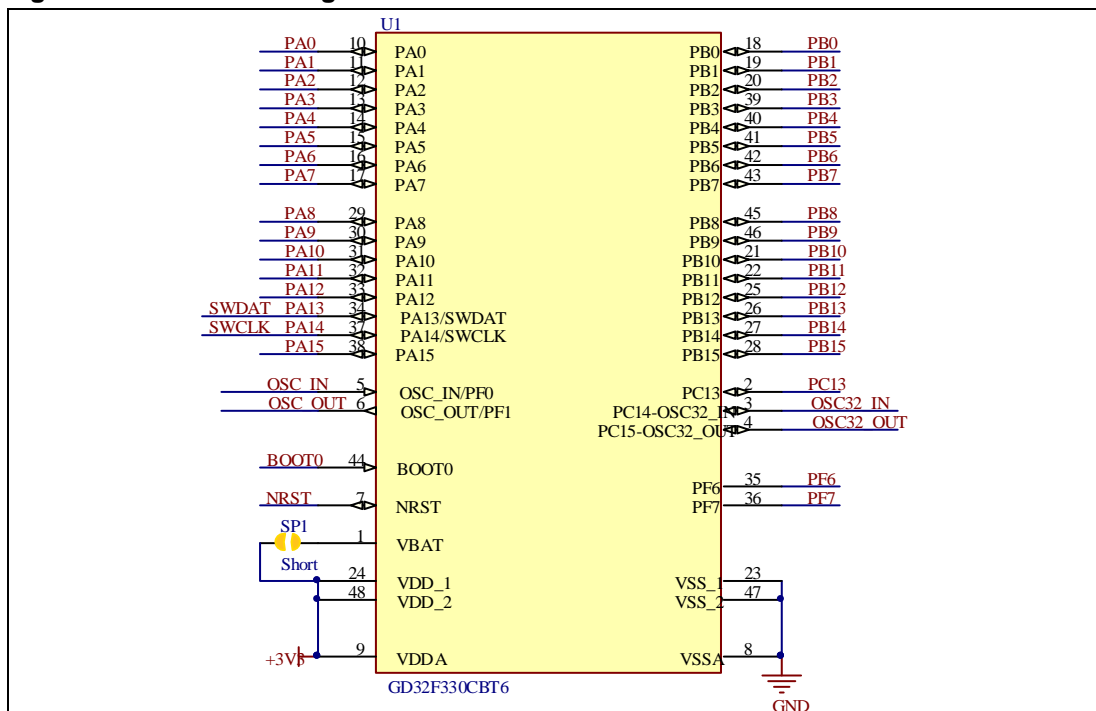 U1
PA0 10 PA0 PB0 18 PB0
PA1 11 PA1 PB1 19 PB1
PA2 12 PA2 PB2 20 PB2
PA3 13 PA3 PB3 39 PB3
PA4 14 PA4 PB4 40 PB4
PA5 15 PA5 PB5 41 PB5
PA6 16 PA6 PB6 42 PB6
PA7 17 PA7 PB7 43 PB7
PA8 29 PA8 PB8 45 PB8
PA9 30 PA9 PB9 46 PB9
PA10 31 PA10 PB10 21 PB10
PA11 32 PA11 PB11 22 PB11
PA12 33 PA12 PB12 25 PB12
SWDAT PA13 34 PA13/SWDAT PB13 26 PB13
SWCLK PA14 37 PA14/SWCLK PB14 27 PB14
PA15 38 PA15 PB15 28 PB15
OSC_IN 5 OSC_IN/PF0 PC13 2 PC13
OSC_OUT 6 OSC_OUT/PF1 PC14-OSC32_IN 3 OSC32_IN
PC15-OSC32_OUT 4 OSC32_OUT
BOOT0 44 BOOT0
PF6 35 PF6
NRST 7 NRST PF7 36 PF7
SP1
1 VBAT
Short
24 VDD_1 VSS_1 23
48 VDD_2 VSS_2 47
+3V3 9 VDDA VSSA 8
GD32F330CBT6
GND